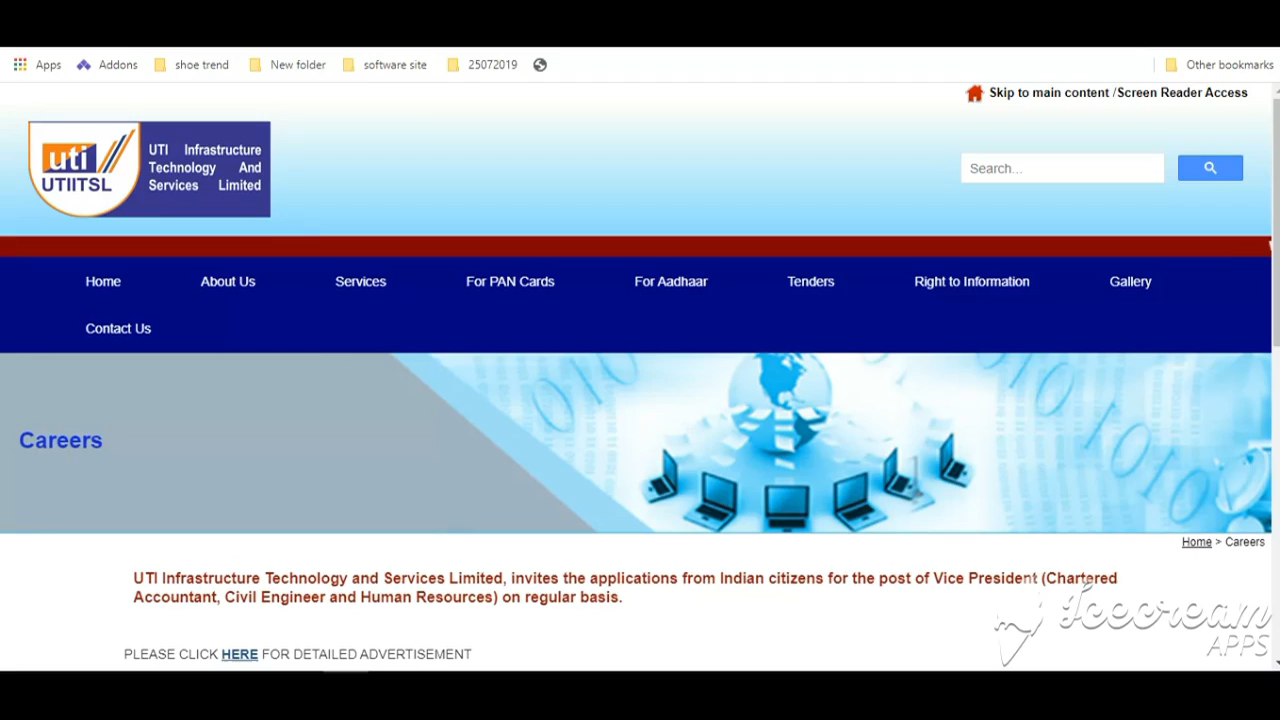 Apps Addons shoe trend New folder software site 25072019 Other bookmarks
Skip to main content /Screen Reader Access
uti
UTIITSL
UTI Infrastructure
Technology And
Services Limited
Search...
Home About Us Services For PAN Cards For Aadhaar Tenders Right to Information Gallery
Contact Us
Careers
Home > Careers
UTI Infrastructure Technology and Services Limited, invites the applications from Indian citizens for the post of Vice President (Chartered
Accountant, Civil Engineer and Human Resources) on regular basis.
Icecream
APPS
PLEASE CLICK HERE FOR DETAILED ADVERTISEMENT